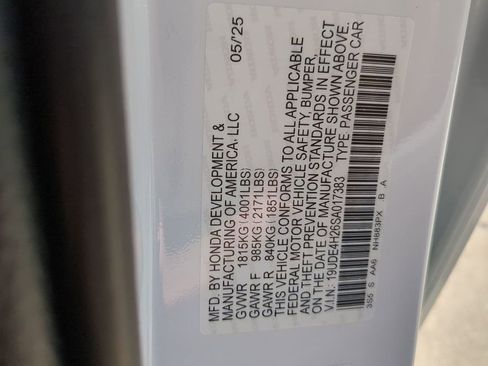 MFD. BY HONDA DEVELOPMENT & 05/'25
MANUFACTURING OF AMERICA, LLC
GVWR 1815KG(4001LBS)
GAWR F 985KG(2171LBS)
GAWR R 840KG(1851LBS)
THIS VEHICLE CONFORMS TO ALL APPLICABLE
FEDERAL MOTOR VEHICLE SAFETY, BUMPER,
AND THEFT PREVENTION STANDARDS IN EFFECT
ON THE DATE OF MANUFACTURE SHOWN ABOVE.
V.I.N: 19UDE4H26SA017383 TYPE PASSENGER CAR
355 S AA6 NH883PX B A